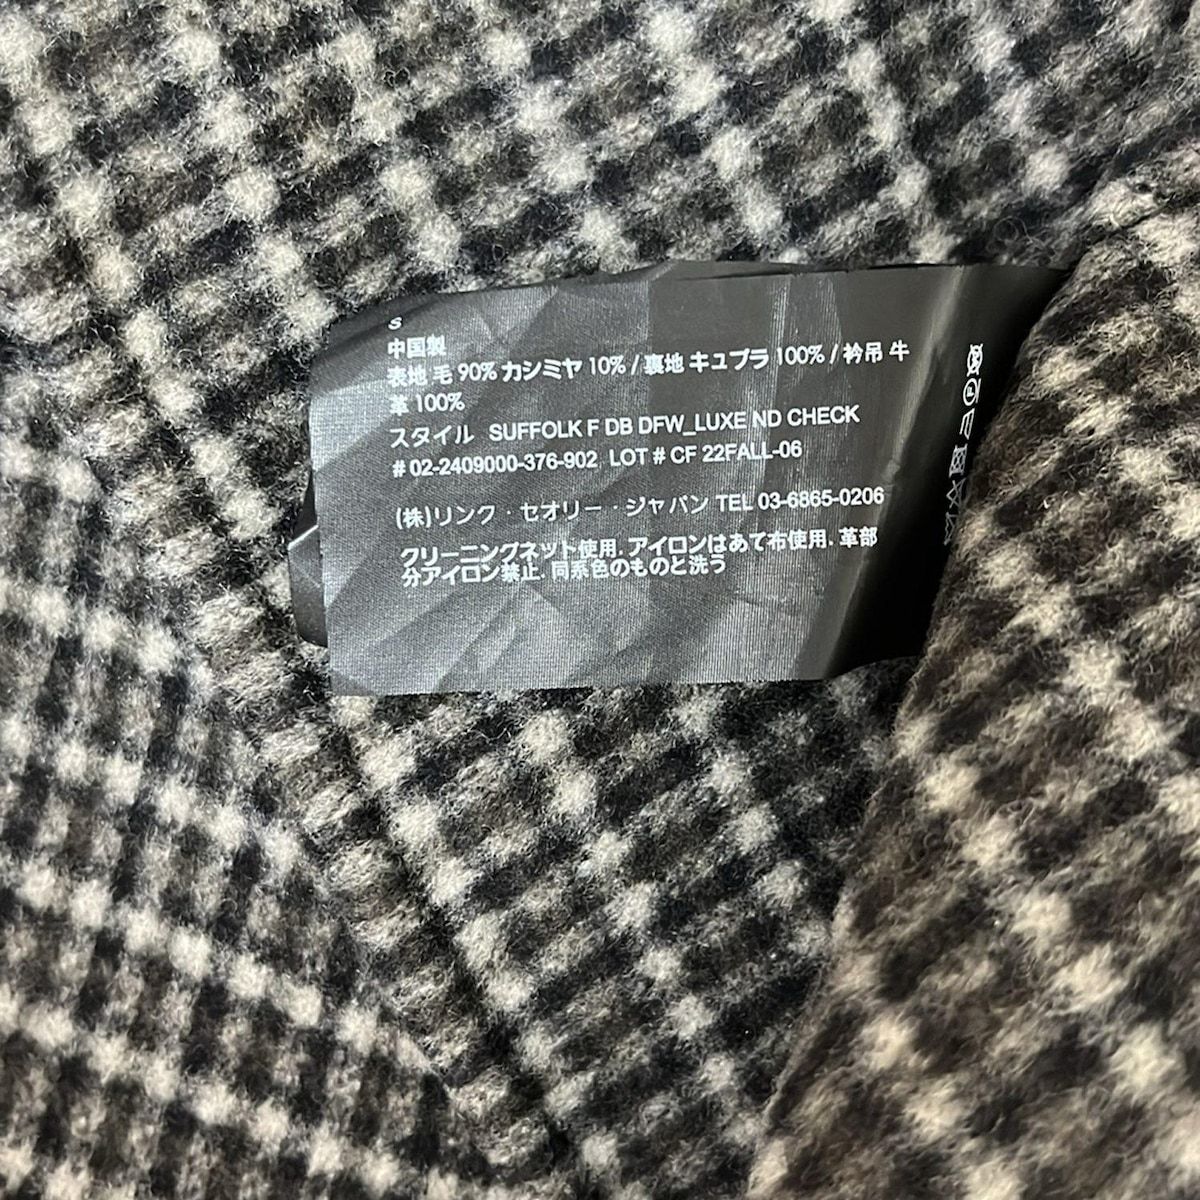 S
中国製
表地 毛 90% カシミヤ 10% / 裏地 キュプラ 100% / 衿吊 牛
革 100%
スタイル SUFFOLK F DB DFW_LUXE ND CHECK
# 02-2409000-376-902 LOT # CF 22FALL-06
(株)リンク・セオリー・ジャパン TEL 03-6865-0206
クリーニングネット使用. アイロンはあて布使用. 革部
分アイロン禁止. 同系色のものと洗う